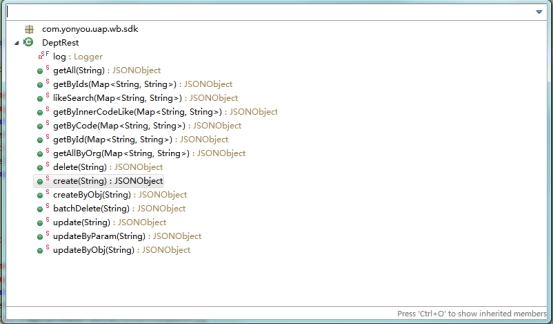 com.yonyou.uap.wb.sdk
DeptRest
log : Logger
getAll(String) : JSONObject
getByIds(Map<String, String>) : JSONObject
likeSearch(Map<String, String>) : JSONObject
getByInnerCodeLike(Map<String, String>) : JSONObject
getByCode(Map<String, String>) : JSONObject
getById(Map<String, String>) : JSONObject
getAllByOrg(Map<String, String>) : JSONObject
delete(String) : JSONObject
create(String) : JSONObject
createByObj(String) : JSONObject
batchDelete(String) : JSONObject
update(String) : JSONObject
updateByParam(String) : JSONObject
updateByObj(String) : JSONObject
Press 'Ctrl+O' to show inherited members